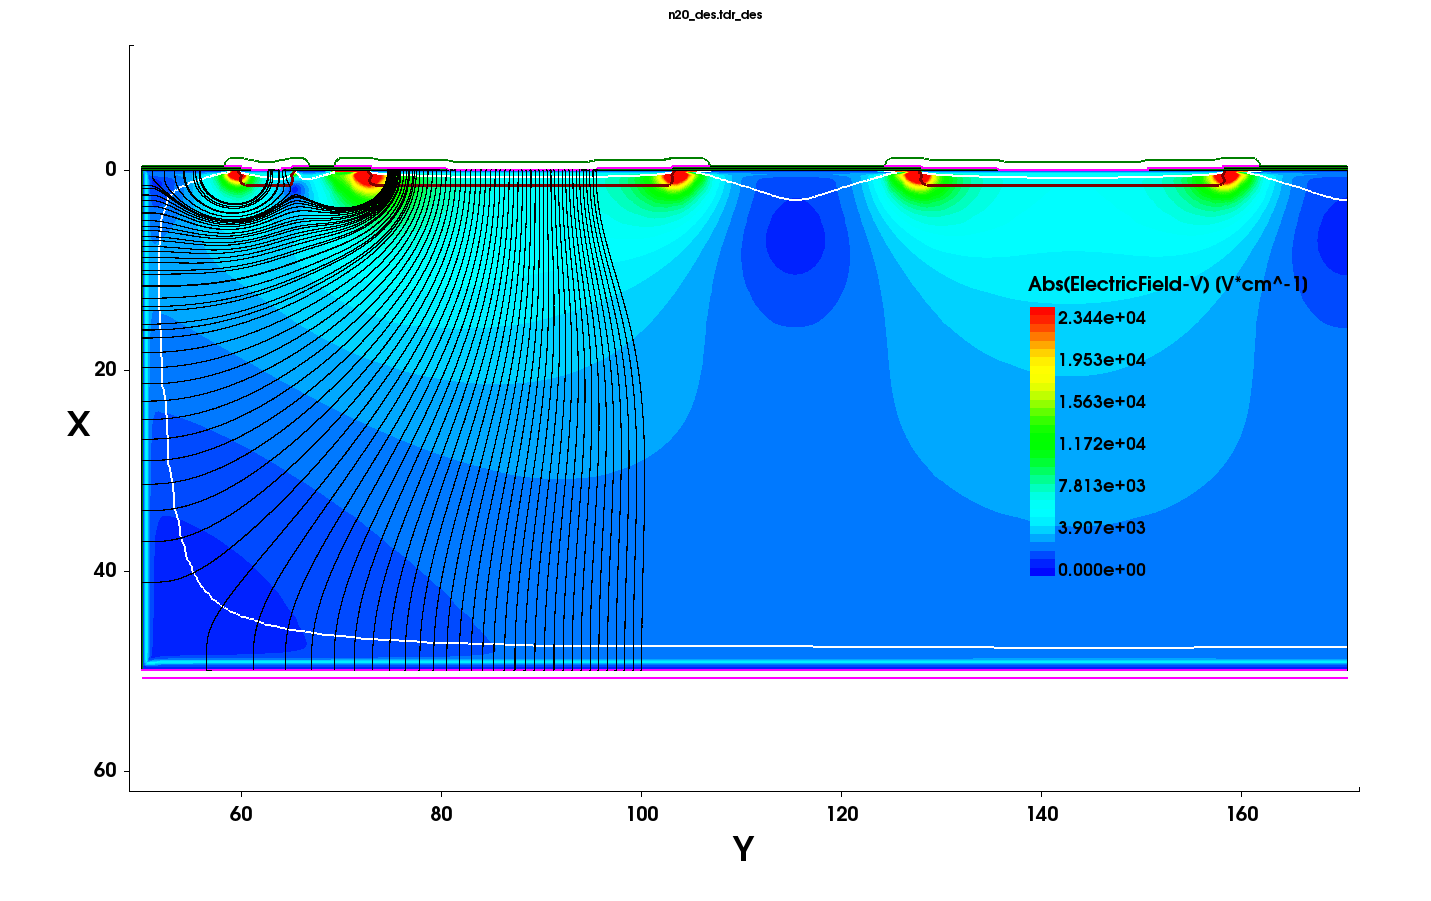 n20_des.tdr_des
0
20
40
60
X
Abs(ElectricField-V) (V*cm^-1)
2.344e+04
1.953e+04
1.563e+04
1.172e+04
7.813e+03
3.907e+03
0.000e+00
60
80
100
120
140
160
Y